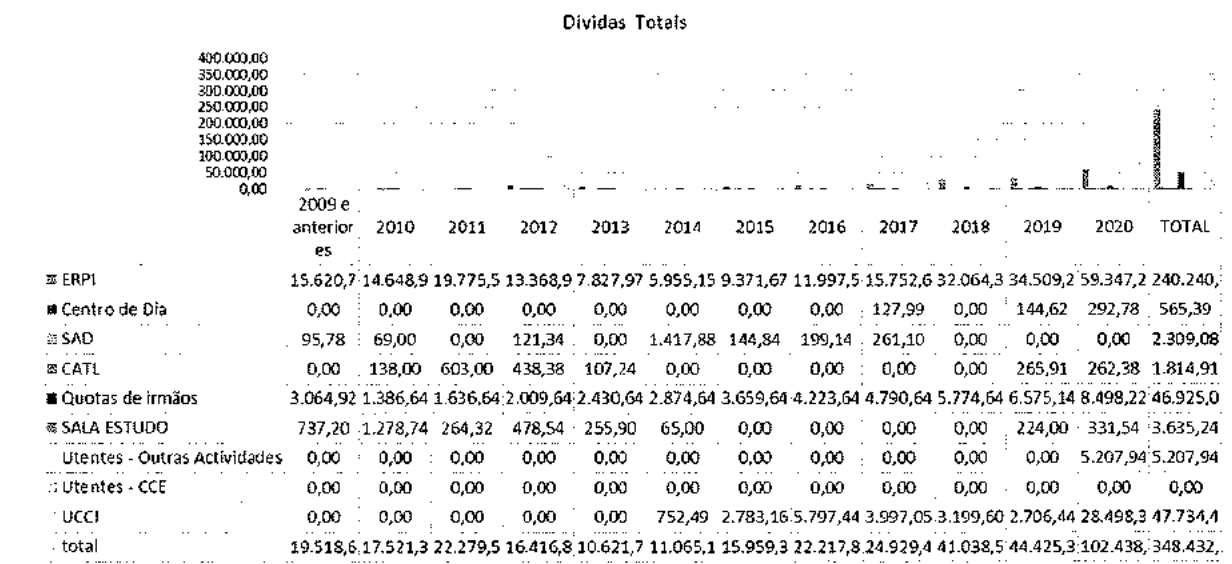 Dividas Totais
400.000,00
350.000,00
300.000,00
250.000,00
200.000,00
150.000,00
100.000,00
50.000,00
0,00
2009 e anteriores 2010 2011 2012 2013 2014 2015 2016 2017 2018 2019 2020 TOTAL
ERPI 15.620,7 14.648,9 19.775,5 13.368,9 7.827,97 5.955,15 9.371,67 11.997,5 15.752,6 32.064,3 34.509,2 59.347,2 240.240,
Centro de Dia 0,00 0,00 0,00 0,00 0,00 0,00 0,00 0,00 127,99 0,00 144,62 292,78 565,39
SAD 95,78 69,00 0,00 121,34 0,00 1.417,88 144,84 199,14 261,10 0,00 0,00 0,00 2.309,08
CATL 0,00 138,00 603,00 438,38 107,24 0,00 0,00 0,00 0,00 0,00 265,91 262,38 1.814,91
Quotas de irmãos 3.064,92 1.386,64 1.636,64 2.009,64 2.430,64 2.874,64 3.659,64 4.223,64 4.790,64 5.774,64 6.575,14 8.498,22 46.925,0
SALA ESTUDO 737,20 1.278,74 264,32 478,54 255,90 65,00 0,00 0,00 0,00 0,00 224,00 331,54 3.635,24
Utentes - Outras Actividades 0,00 0,00 0,00 0,00 0,00 0,00 0,00 0,00 0,00 0,00 0,00 5.207,94 5.207,94
Utentes - CCE 0,00 0,00 0,00 0,00 0,00 0,00 0,00 0,00 0,00 0,00 0,00 0,00 0,00
UCCI 0,00 0,00 0,00 0,00 0,00 752,49 2.783,16 5.797,44 3.997,05 3.199,60 2.706,44 28.498,3 47.734,4
total 19.518,6 17.521,3 22.279,5 16.416,8 10.621,7 11.065,1 15.959,3 22.217,8 24.929,4 41.038,5 44.425,3 102.438, 348.432,